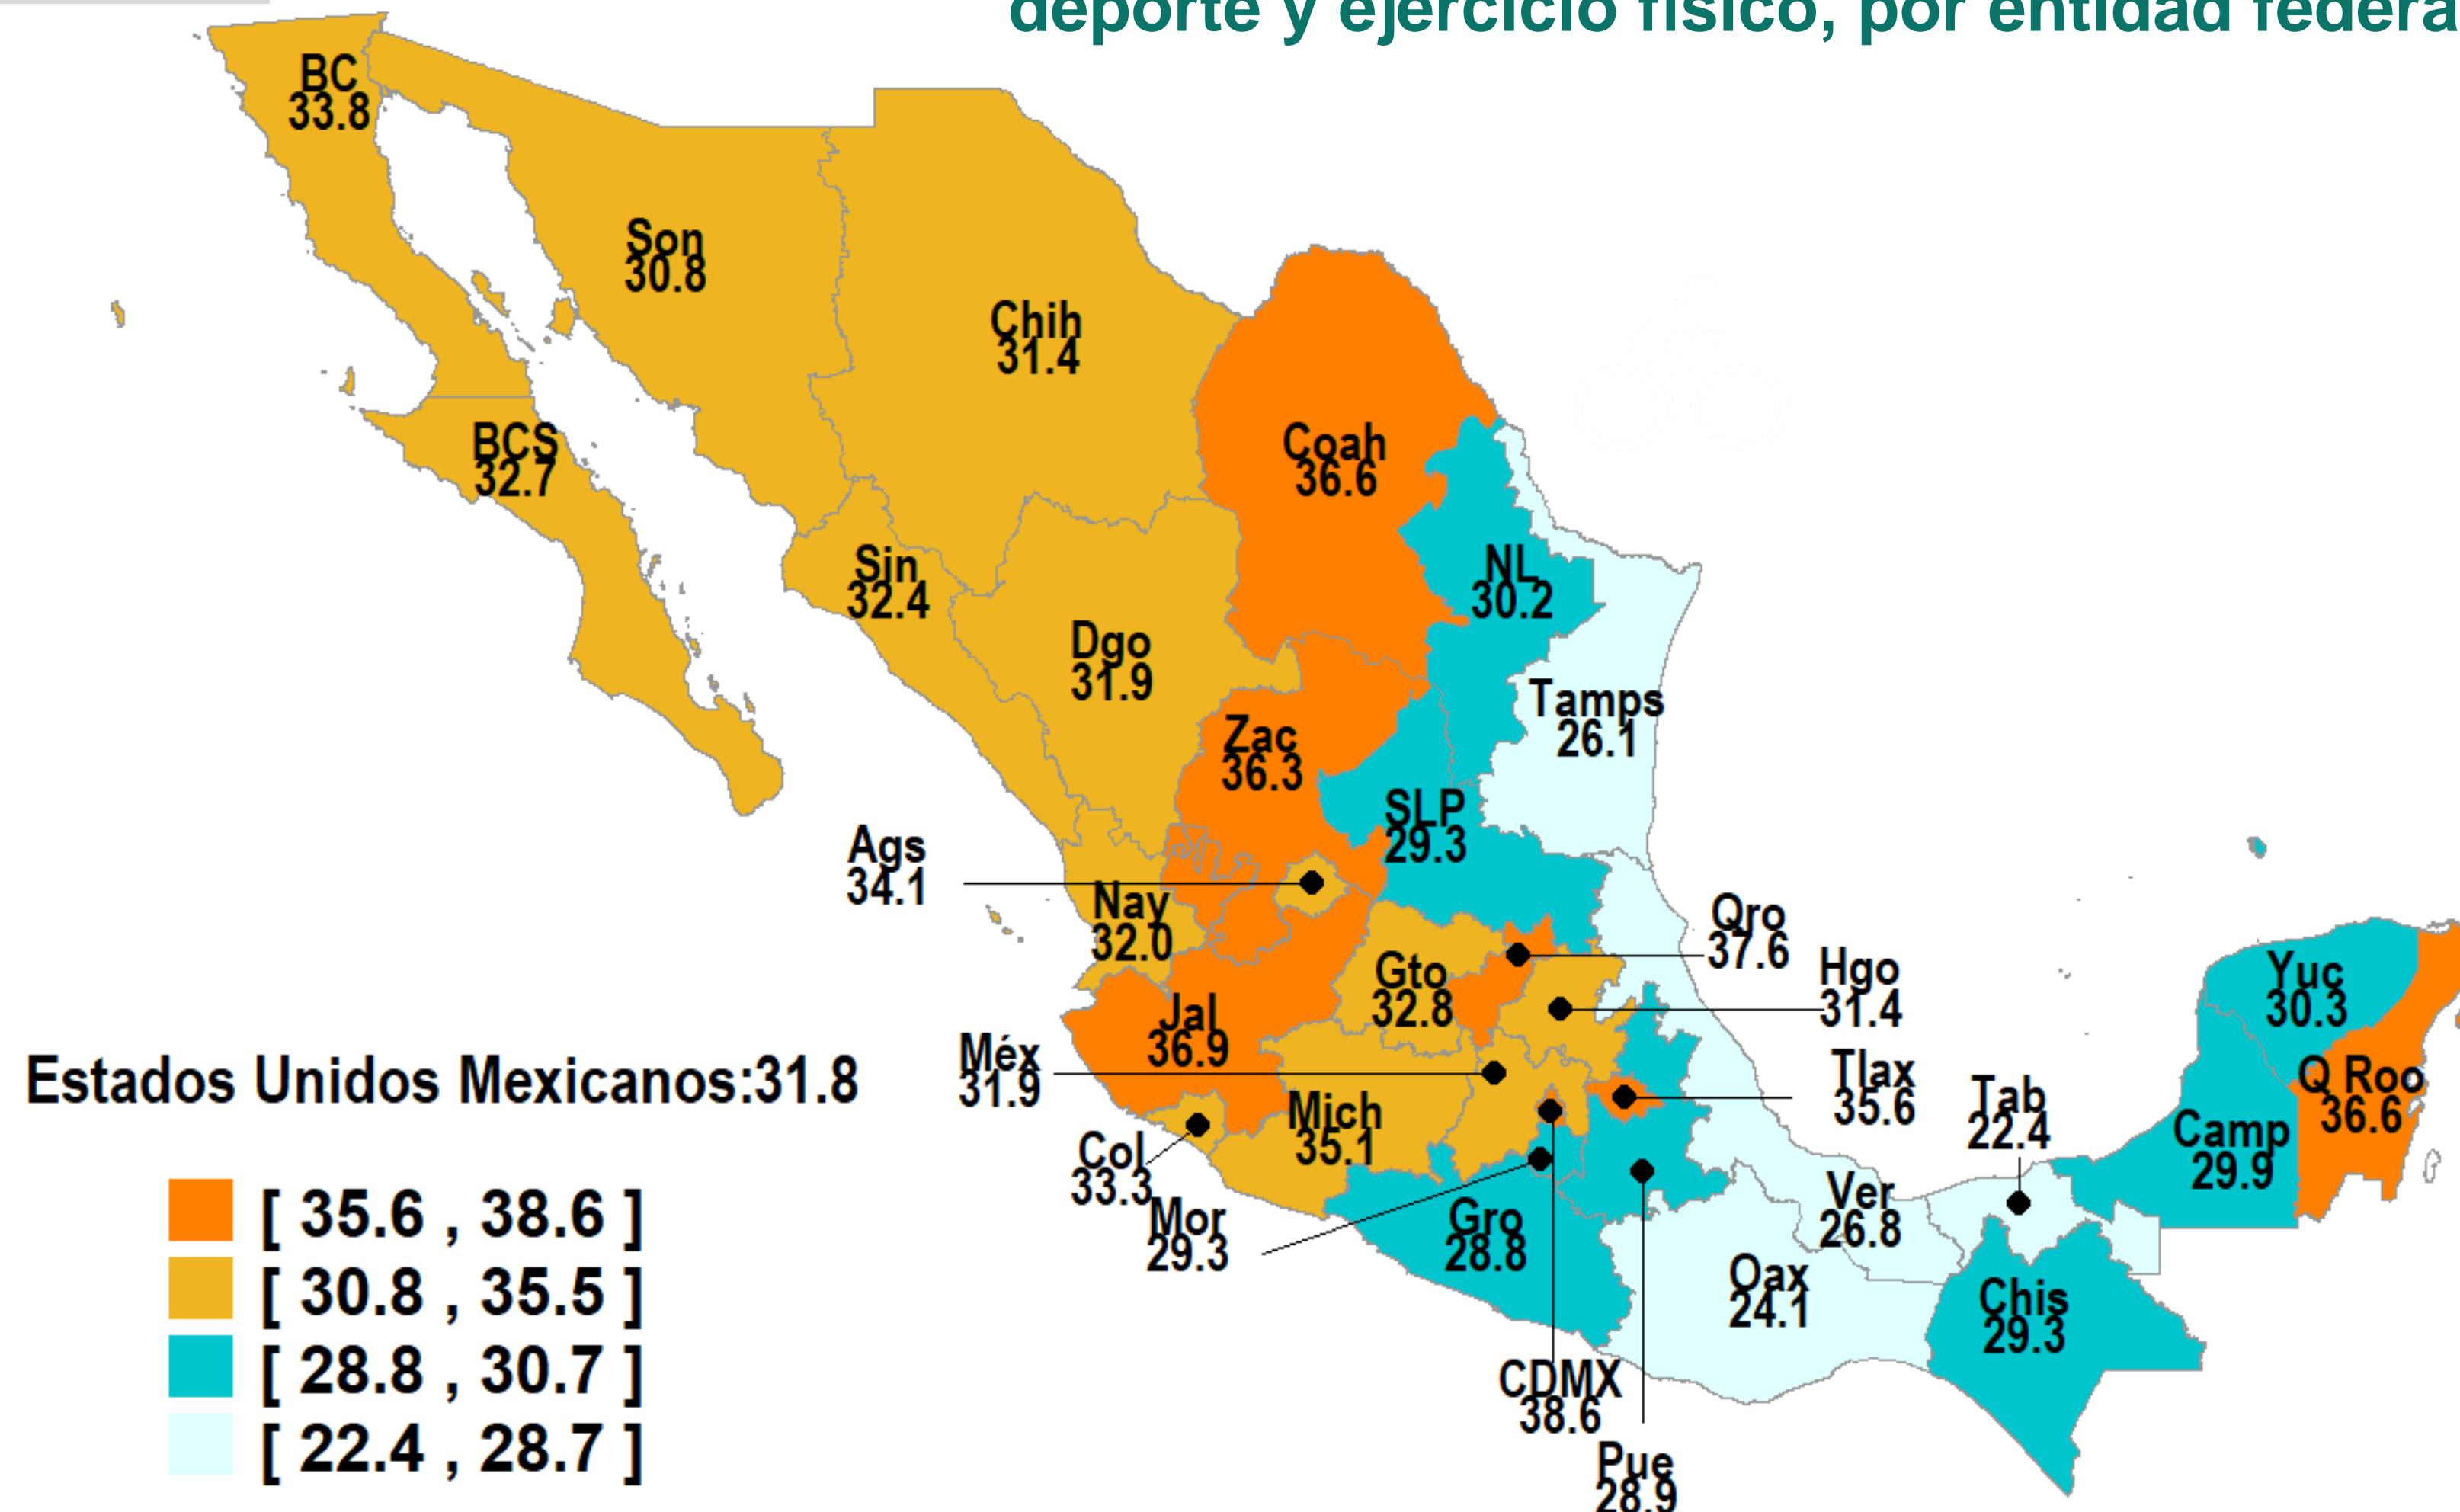 deporte y ejercicio físico, por entidad federa
BC
33.8
Son
30.8
Chih
31.4
Coah
36.6
BCS
32.7
NL
30.2
Sin
32.4
Dgo
31.9
Tamps
26.1
Zac
36.3
SLP
29.3
Ags
34.1
Nay
32.0
Qro
37.6
Hgo
31.4
Gto
32.8
Yuc
30.3
Jal
36.9
Méx
31.9
Tlax
35.6
Q Roo
36.6
Tab
22.4
Estados Unidos Mexicanos:31.8
Mich
35.1
Camp
29.9
Col
33.3
Ver
26.8
Mor
29.3
Gro
28.8
Oax
24.1
Chis
29.3
CDMX
38.6
Pue
28.9
[ 35.6 , 38.6 ]
[ 30.8 , 35.5 ]
[ 28.8 , 30.7 ]
[ 22.4 , 28.7 ]